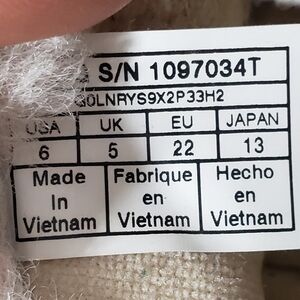 S/N 1097034T
G0LNRYS9X2P33H2
USA UK EU JAPAN
6 5 22 13
Made Fabrique Hecho
In en en
Vietnam Vietnam Vietnam